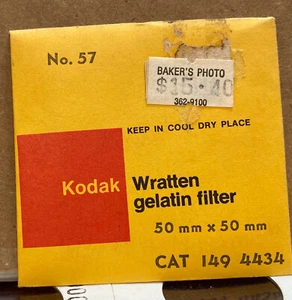 No. 57
BAKER'S PHOTO
$15.40
362-9100
KEEP IN COOL DRY PLACE
Kodak
Wratten
gelatin filter
50 mm x 50 mm
CAT 149 4434